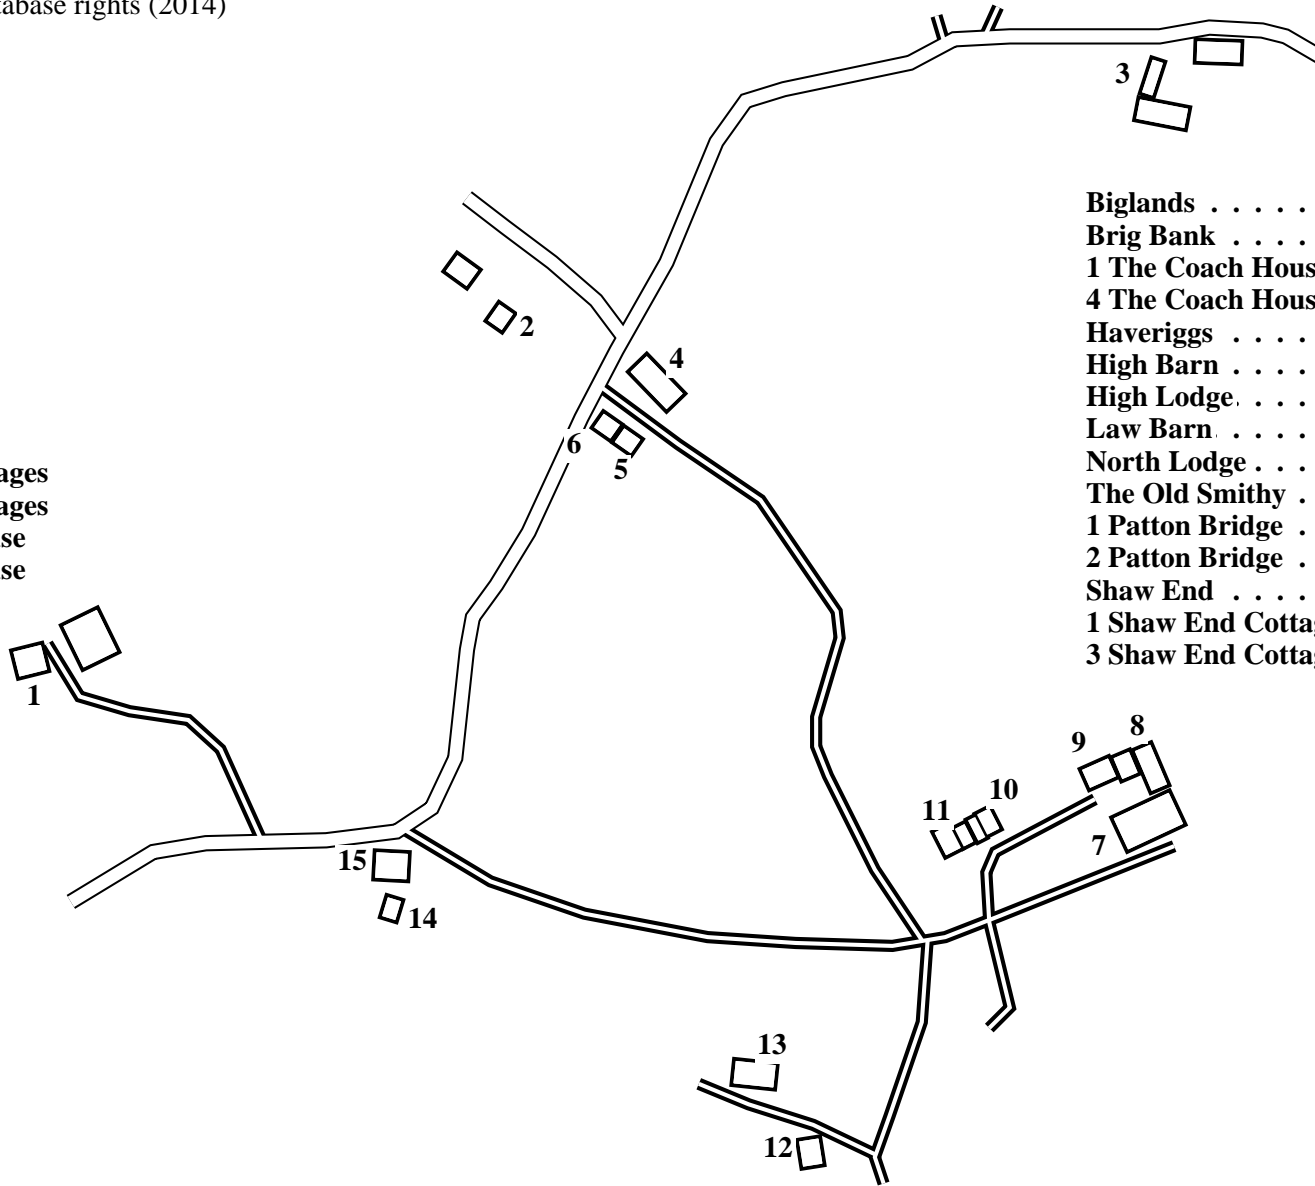 tabase rights (2014)
3
Biglands . . . . .
Brig Bank . . . .
1 The Coach Hous
4 The Coach Hous
Haveriggs . . . .
High Barn . . . .
High Lodge . . . .
Law Barn . . . . .
North Lodge . . .
The Old Smithy .
1 Patton Bridge .
2 Patton Bridge .
Shaw End . . . .
1 Shaw End Cotta
3 Shaw End Cotta
2
4
6
5
ages
ages
se
se
1
8
9
10
11
7
15
14
13
12